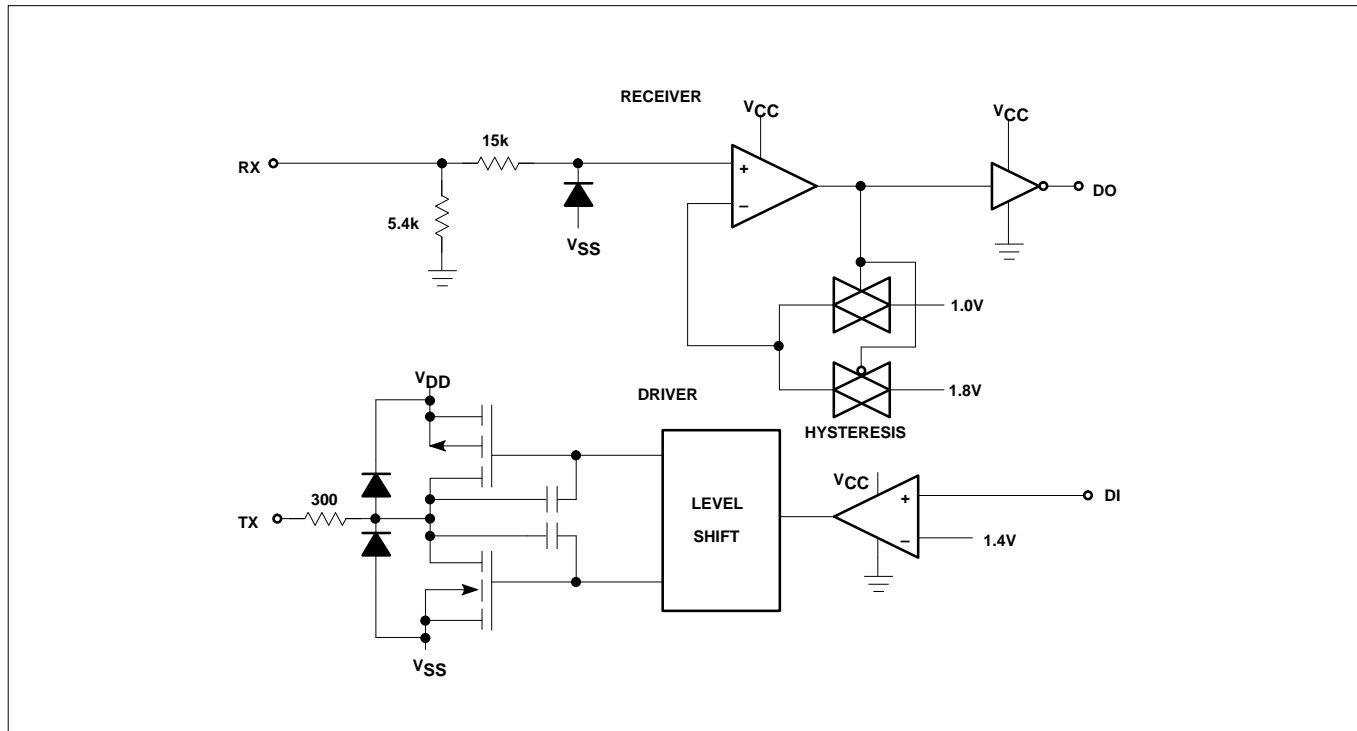 RECEIVER
VCC
VCC
15k
RX
+
–
DO
5.4k
VSS
1.0V
VDD
DRIVER
1.8V
HYSTERESIS
VCC
LEVEL
SHIFT
300
TX
+
–
DI
1.4V
VSS